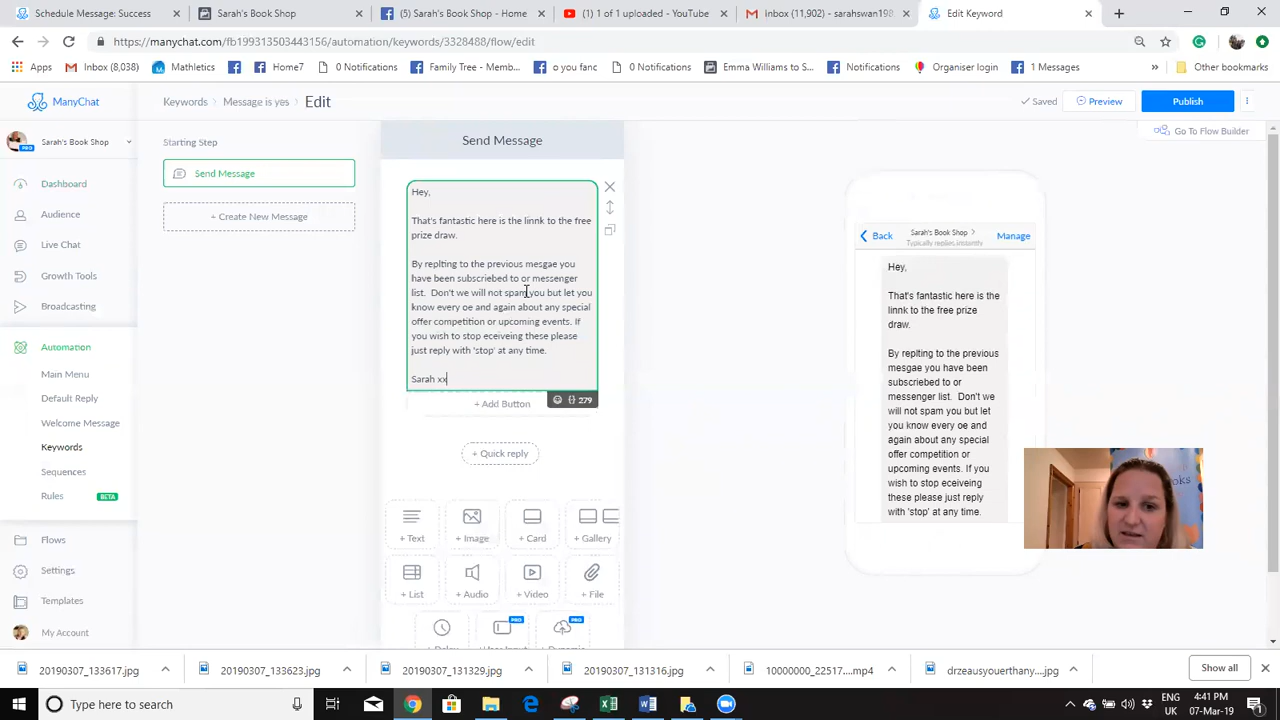 Schedule Message: Success
Sarah's Book Shop
(5) Sarah's Book Shop - Home
(1 of 1 uploaded - YouTube
Inbox (11,902) - sarahswan198
Edit Keyword
https://manychat.com/fb199313503443156/automation/keywords/3328488/flow/edit
Apps
Inbox (8,038)
Mathletics
Home7
0 Notifications
Family Tree - Memb...
o you fanc
0 Notifications
Emma Williams to S...
Notifications
Organiser login
1 Messages
»
Other bookmarks
ManyChat
Keywords > Message is yes > Edit
Saved
Preview
Publish
Go To Flow Builder
Sarah's Book Shop
PRO
Dashboard
Audience
Live Chat
Growth Tools
Broadcasting
Automation
Main Menu
Default Reply
Welcome Message
Keywords
Sequences
Rules
BETA
Flows
Settings
Templates
My Account
Starting Step
Send Message
+ Create New Message
Send Message
Hey,
That's fantastic here is the linnk to the free
prize draw.
By replting to the previous mesgae you
have been subscriebed to or messenger
list.  Don't we will not spam you but let you
know every oe and again about any special
offer competition or upcoming events. If
you wish to stop eceiveing these please
just reply with 'stop' at any time.
Sarah xx
{} 279
+ Add Button
+ Quick reply
+ Text
+ Image
+ Card
+ Gallery
+ List
+ Audio
+ Video
+ File
PRO
PRO
Back
Sarah's Book Shop >
Typically replies instantly
Manage
Hey,
That's fantastic here is the
linnk to the free prize
draw.
By replting to the previous
mesgae you have been
subscriebed to or
messenger list.  Don't we
will not spam you but let
you know every oe and
again about any special
offer competition or
upcoming events. If you
wish to stop eceiveing
these please just reply
with 'stop' at any time.
20190307_133617.jpg
20190307_133623.jpg
20190307_131329.jpg
20190307_131316.jpg
10000000_22517....mp4
drzeausyouerthany....jpg
Show all
Type here to search
ENG
UK
4:41 PM
07-Mar-19